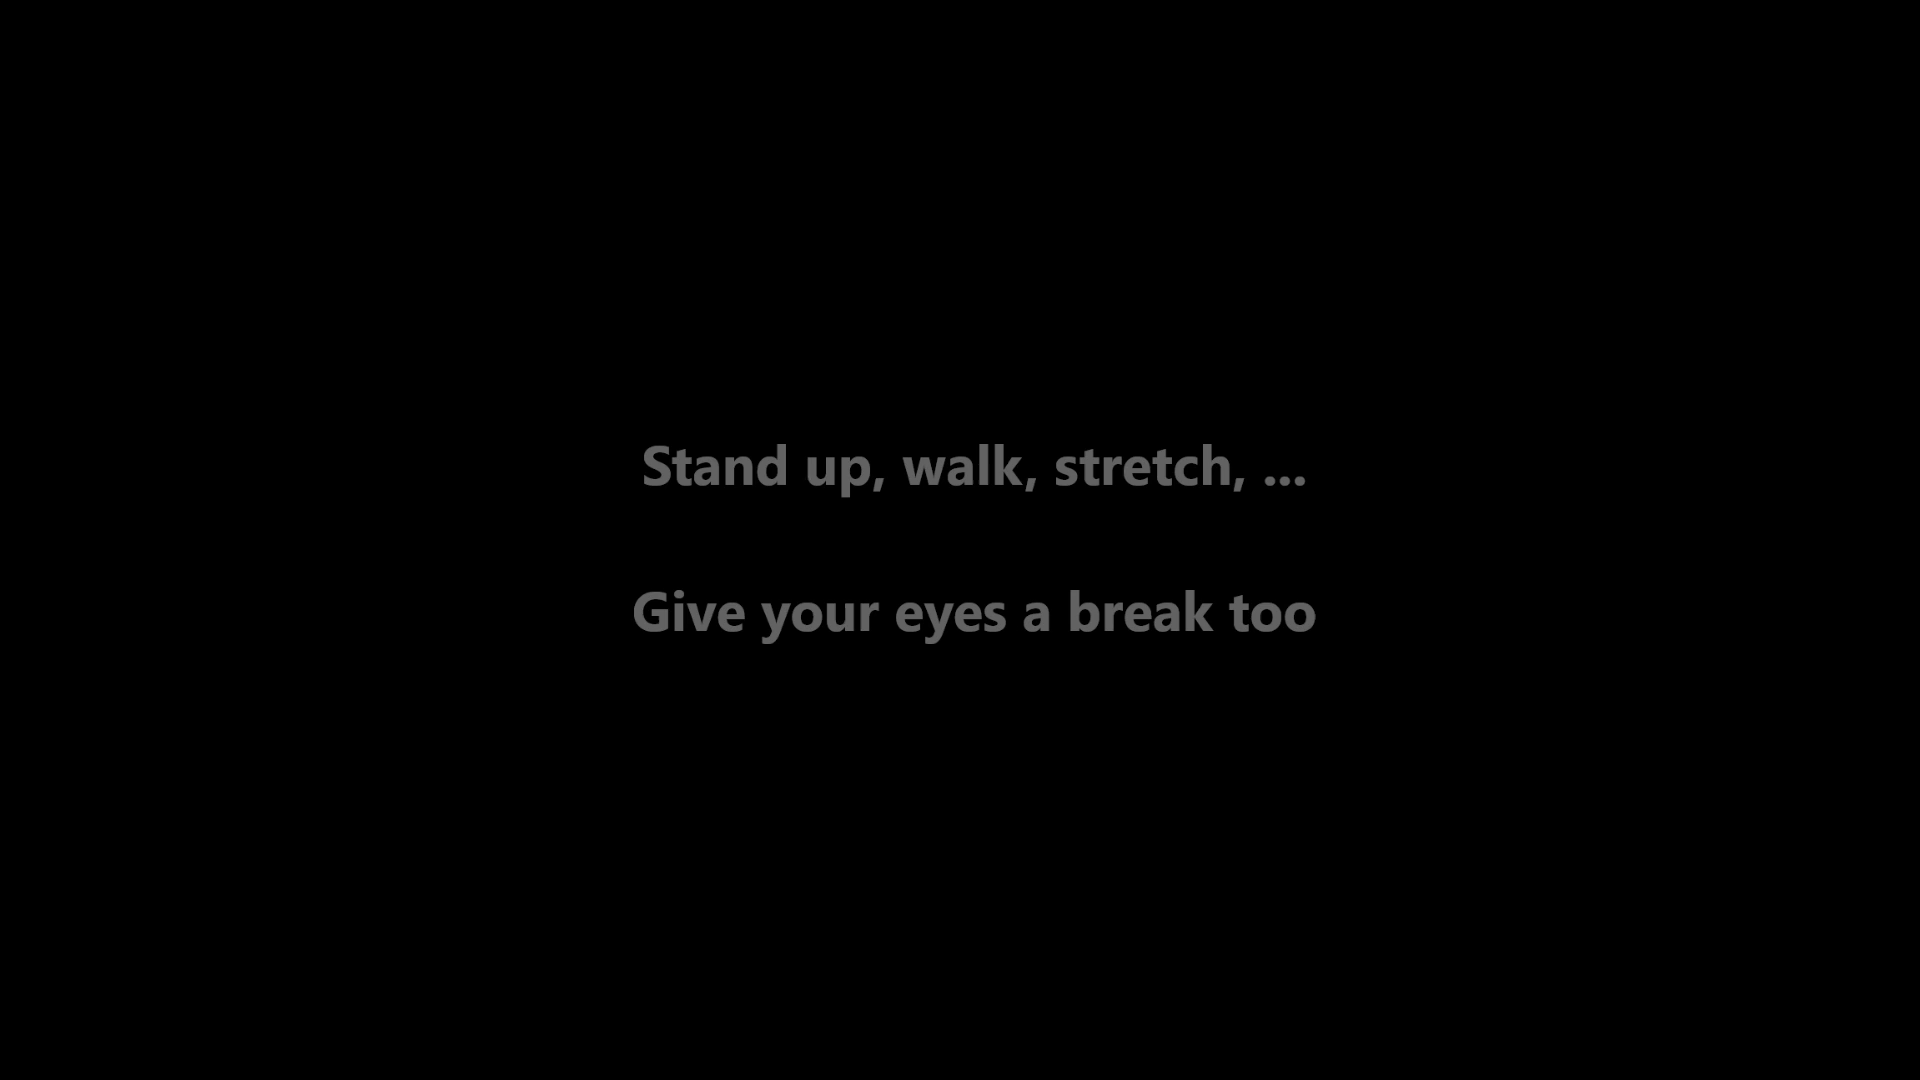 Stand up, walk, stretch, ...
Give your eyes a break too